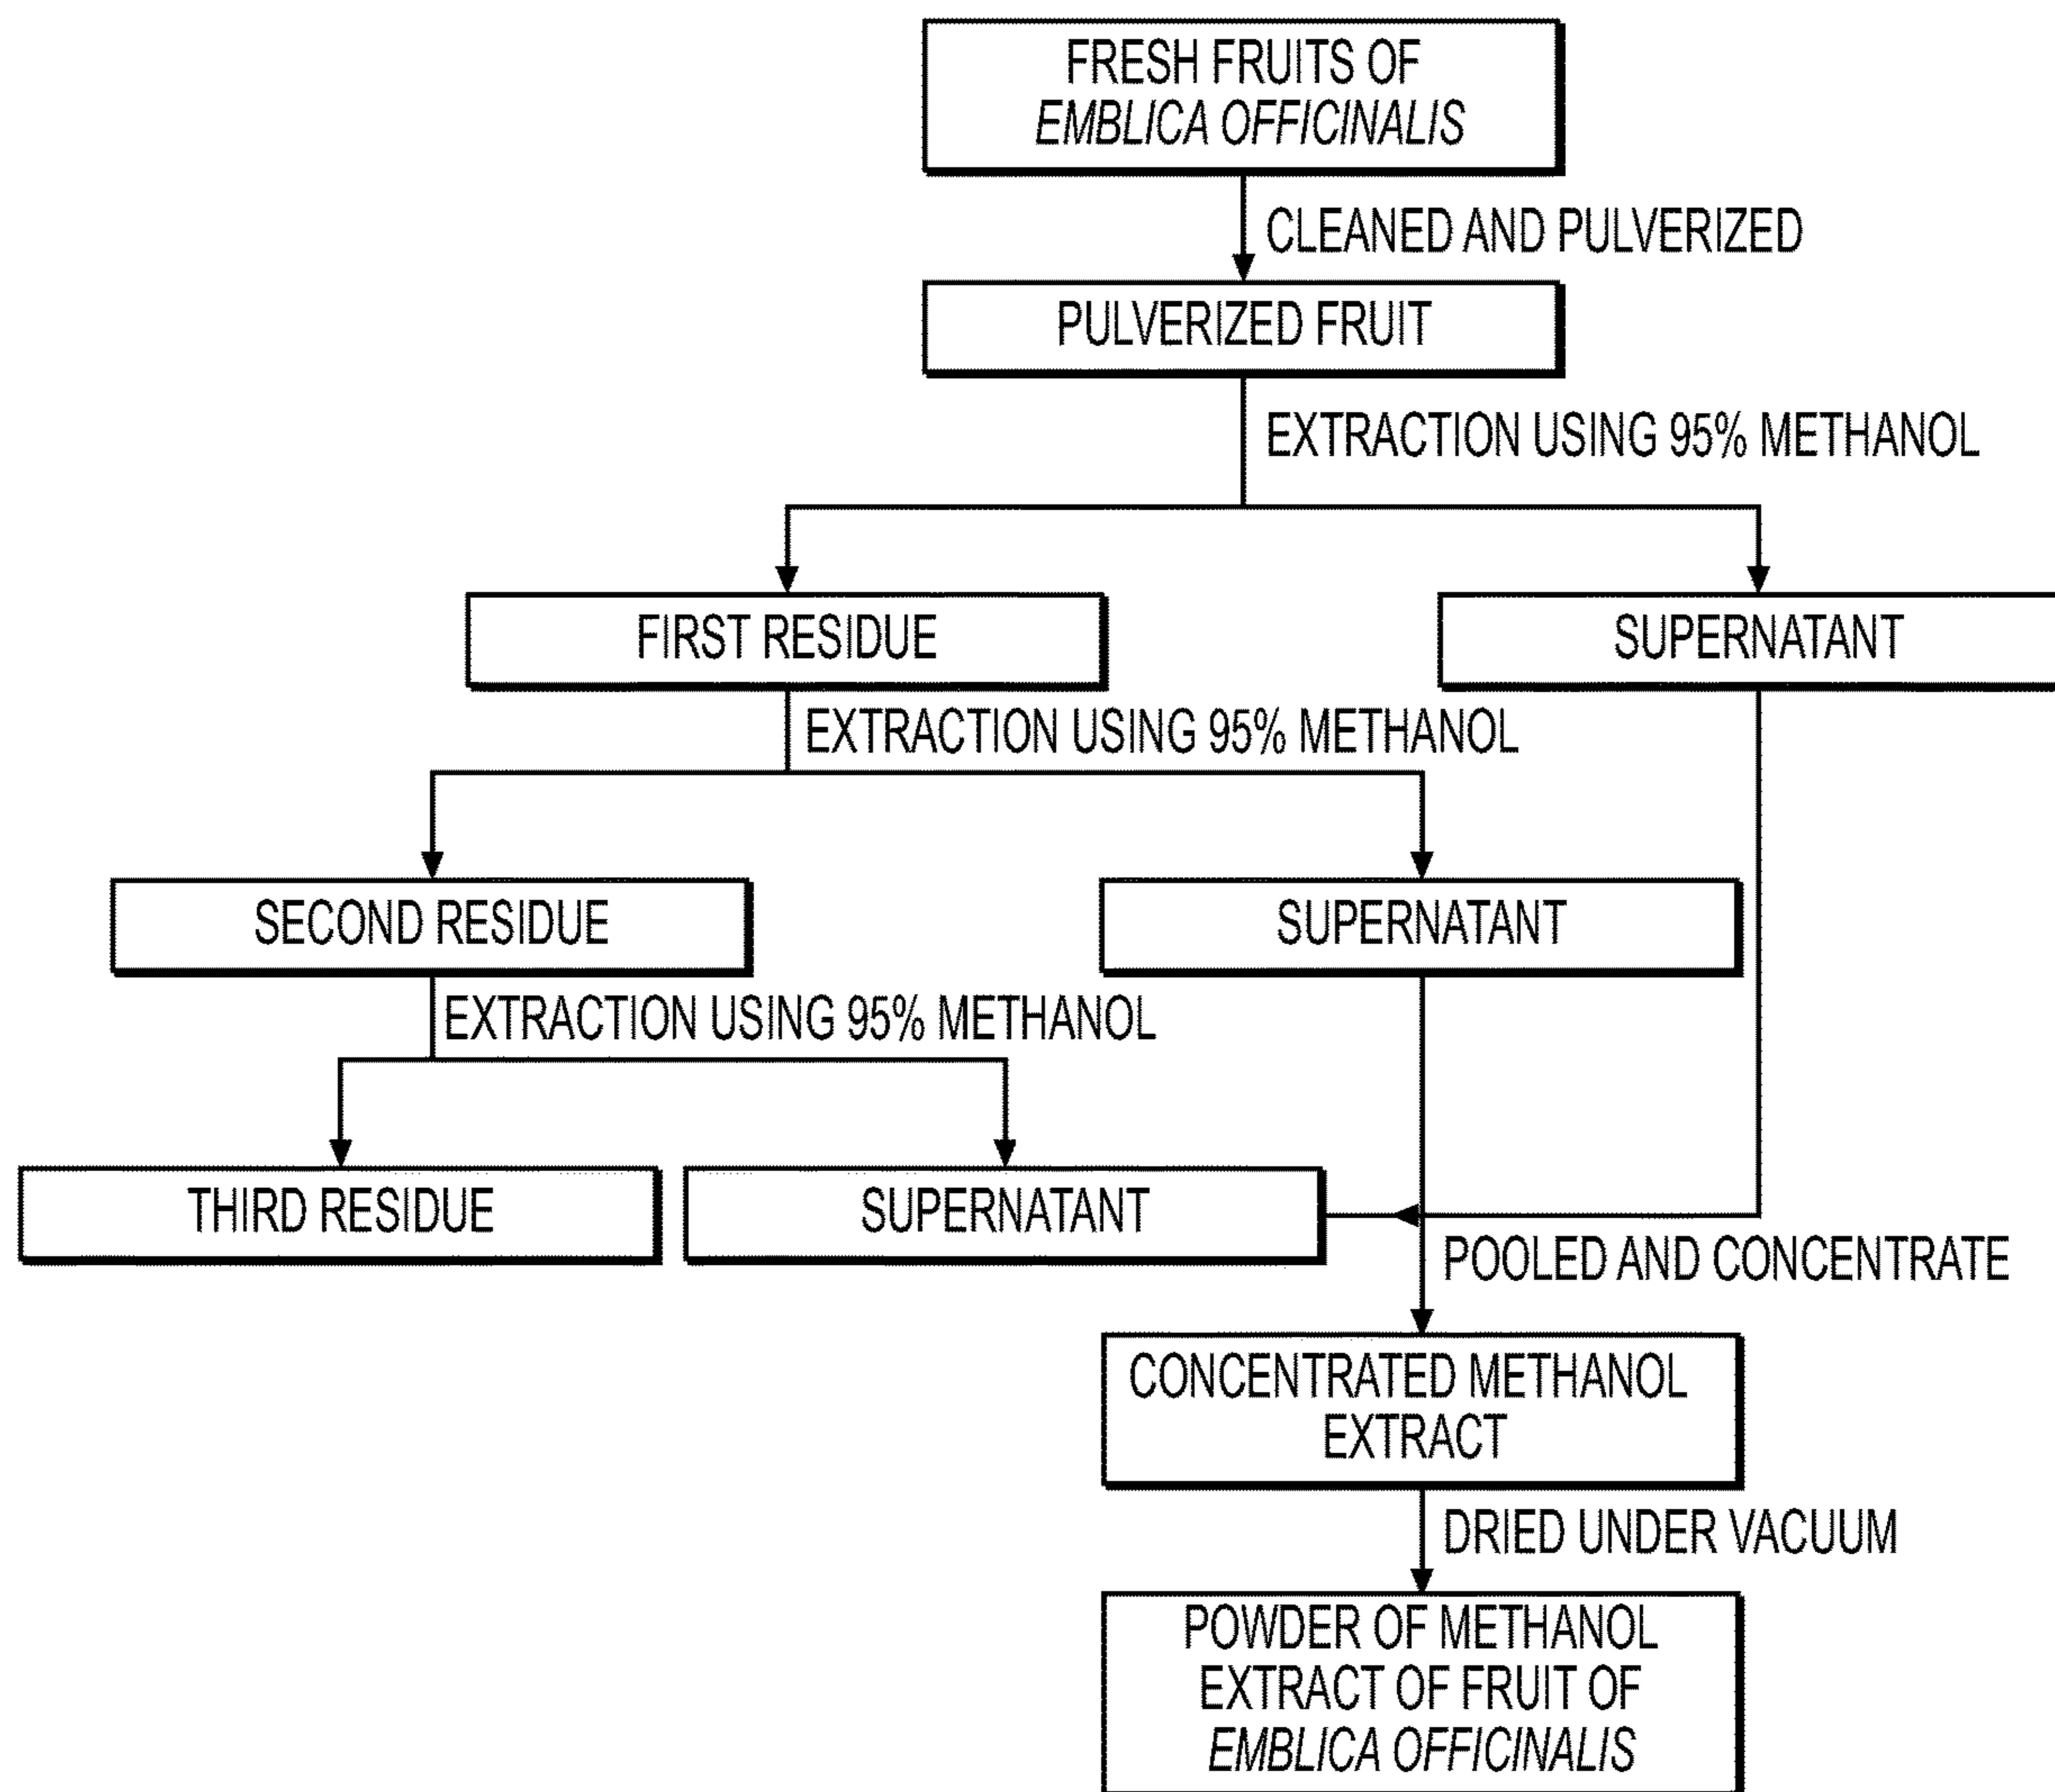 FRESH FRUITS OF
EMBLICA OFFICINALIS
CLEANED AND PULVERIZED
PULVERIZED FRUIT
EXTRACTION USING 95% METHANOL
FIRST RESIDUE
SUPERNATANT
EXTRACTION USING 95% METHANOL
SECOND RESIDUE
SUPERNATANT
EXTRACTION USING 95% METHANOL
THIRD RESIDUE
SUPERNATANT
POOLED AND CONCENTRATE
CONCENTRATED METHANOL
EXTRACT
DRIED UNDER VACUUM
POWDER OF METHANOL
EXTRACT OF FRUIT OF
EMBLICA OFFICINALIS